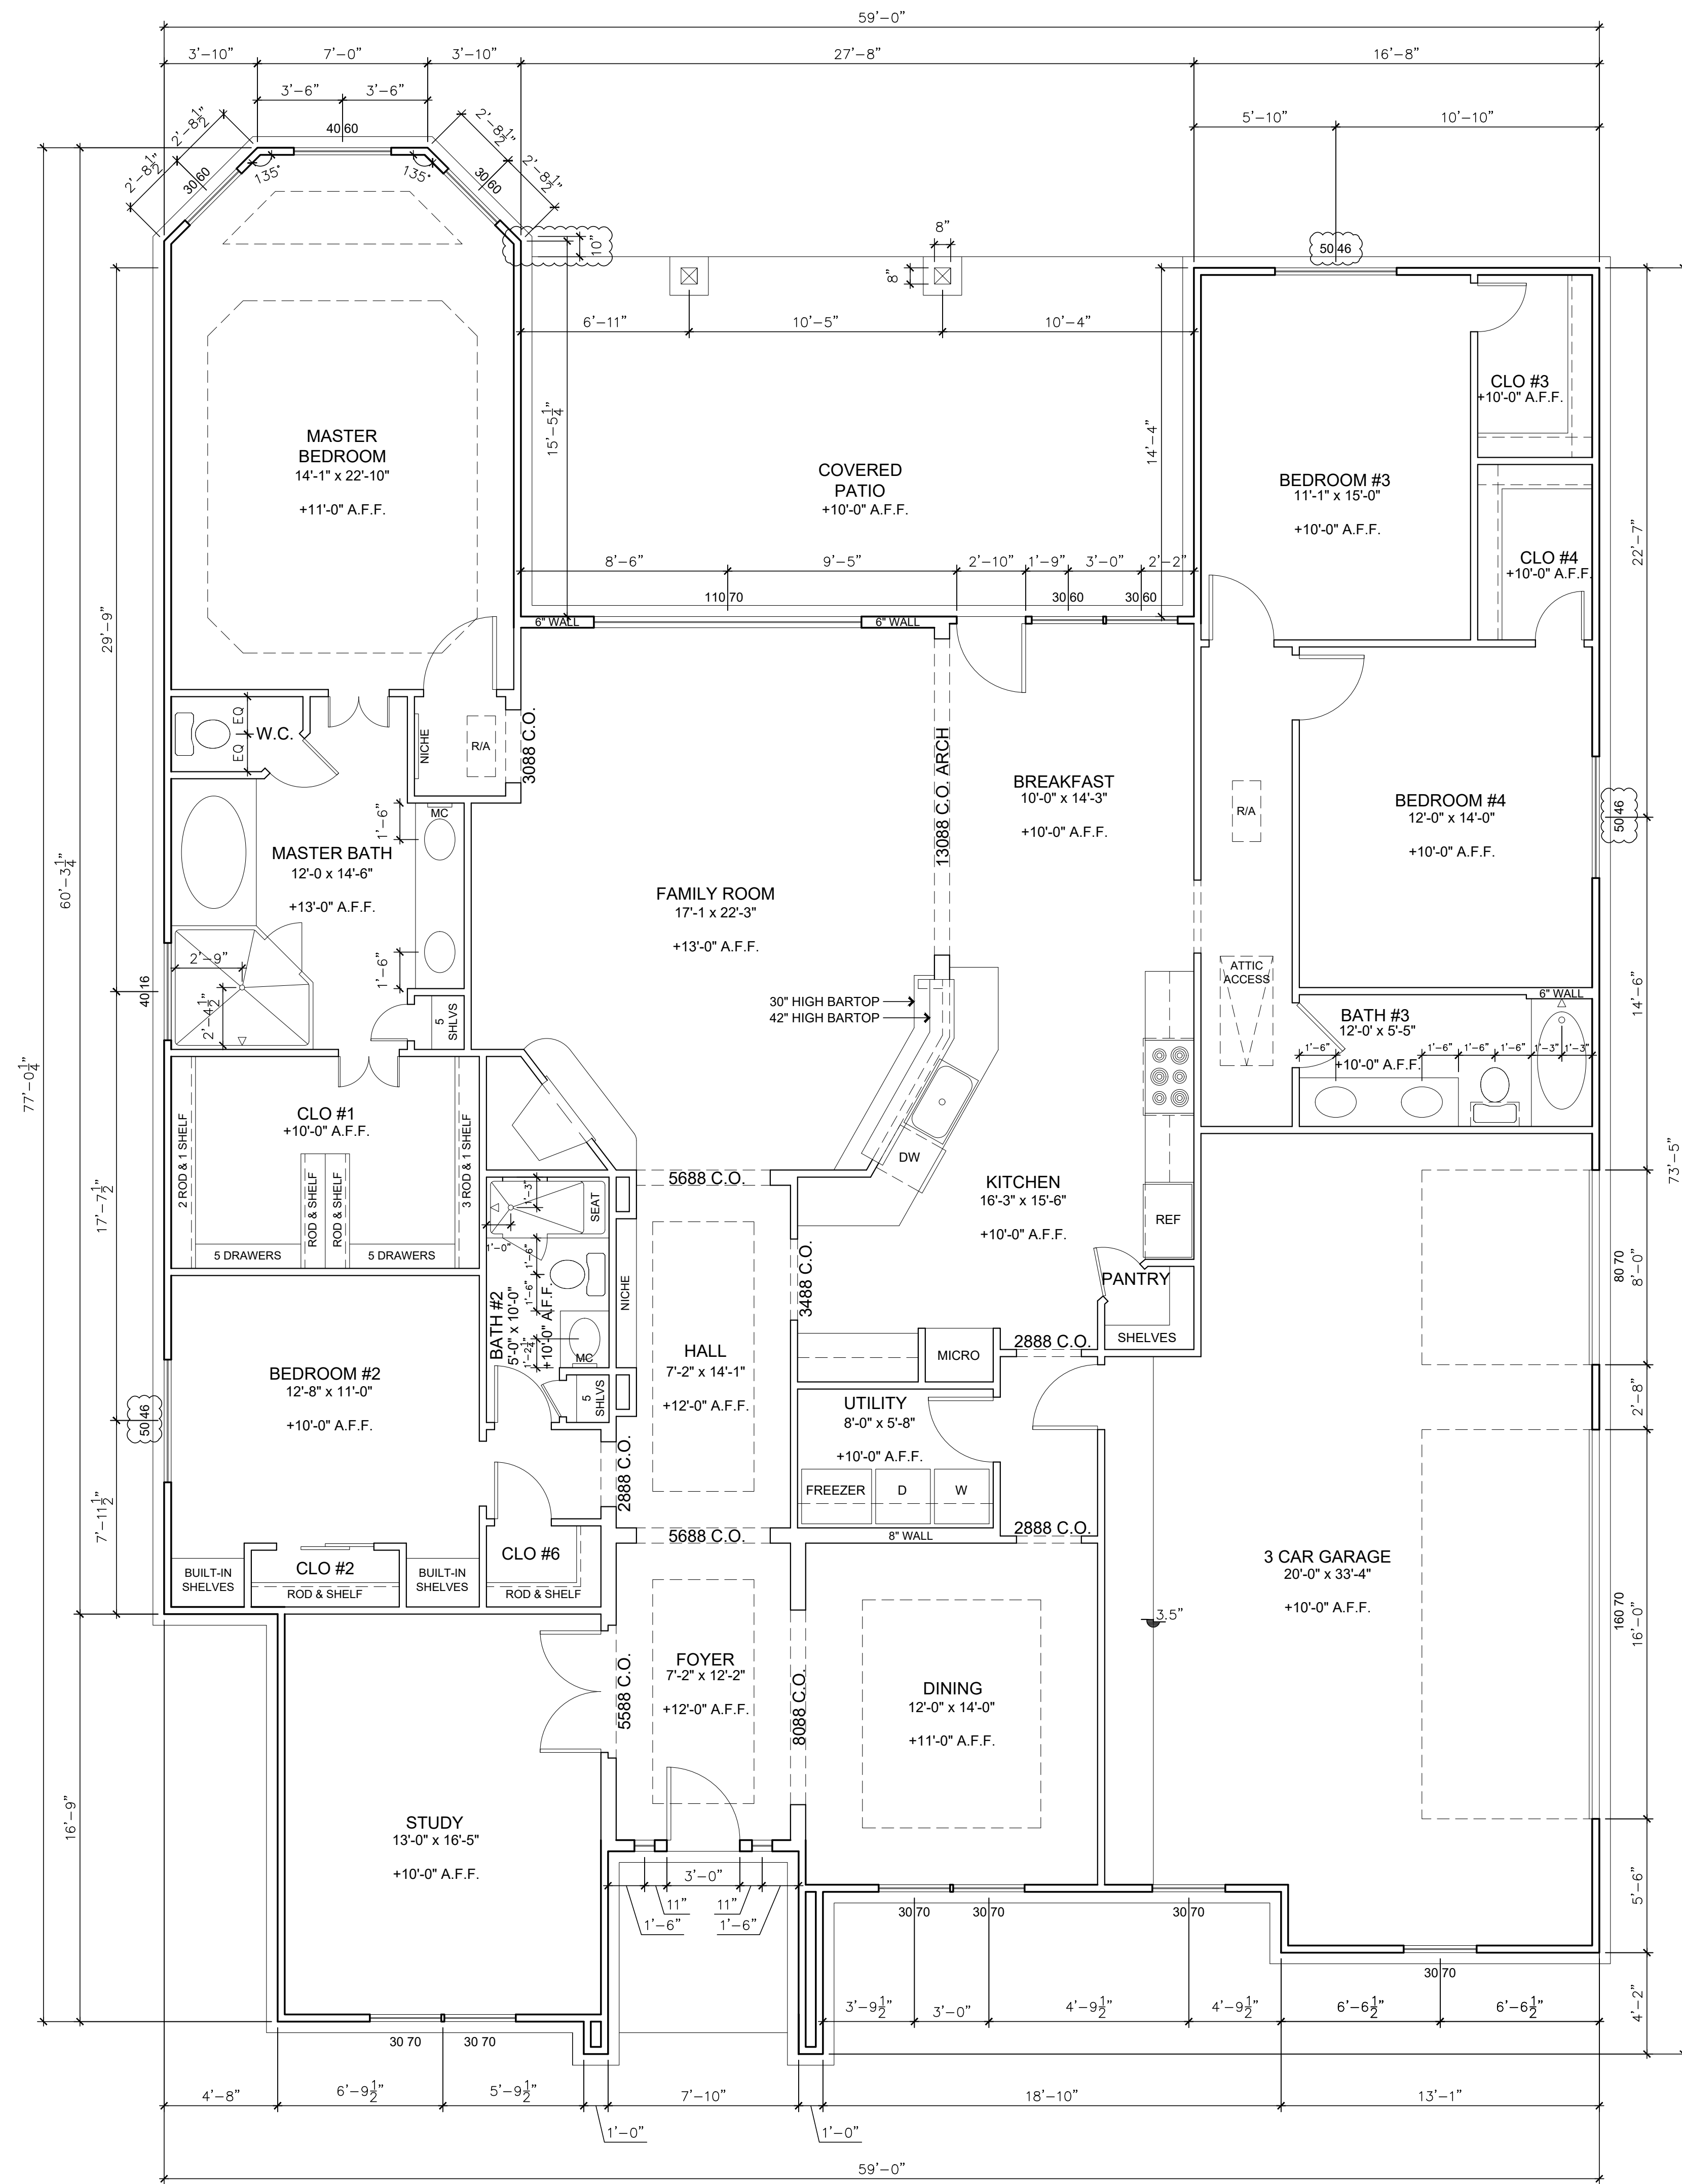 59'-0"
3'-10"
7'-0"
3'-10"
27'-8"
16'-8"
3'-6"
3'-6"
5'-10"
10'-10"
2'-8 1/2"
2'-8 1/2"
2'-8 1/2"
2'-8 1/2"
40 60
30 60
30 60
135°
135°
10"
8"
8"
50 46
6'-11"
10'-5"
10'-4"
CLO #3
+10'-0" A.F.F.
MASTER
BEDROOM
14'-1" x 22'-10"
+11'-0" A.F.F.
15'-5 1/4"
14'-4"
COVERED
PATIO
+10'-0" A.F.F.
BEDROOM #3
11'-1" x 15'-0"
+10'-0" A.F.F.
CLO #4
+10'-0" A.F.F.
22'-7"
8'-6"
9'-5"
2'-10"
1'-9"
3'-0"
2'-2"
110 70
30 60
30 60
6" WALL
6" WALL
29'-9"
EQ
EQ
W.C.
NICHE
R/A
3088 C.O.
13088 C.O. ARCH
BREAKFAST
10'-0" x 14'-3"
+10'-0" A.F.F.
R/A
BEDROOM #4
12'-0" x 14'-0"
+10'-0" A.F.F.
50 46
MC
1'-6"
MASTER BATH
12'-0 x 14'-6"
+13'-0" A.F.F.
60'-3 1/4"
FAMILY ROOM
17'-1 x 22'-3"
+13'-0" A.F.F.
1'-6"
2'-9"
2'-4 1/2"
40 16
5
SHLVS
30" HIGH BARTOP
42" HIGH BARTOP
ATTIC
ACCESS
6" WALL
14'-6"
BATH #3
12'-0' x 5'-5"
+10'-0" A.F.F.
1'-6"
1'-6"
1'-6"
1'-6"
1'-3"
1'-3"
77'-0 1/4"
73'-5"
CLO #1
+10'-0" A.F.F.
2 ROD & 1 SHELF
ROD & SHELF
ROD & SHELF
3 ROD & 1 SHELF
5 DRAWERS
5 DRAWERS
17'-7 1/2"
DW
5688 C.O.
KITCHEN
16'-3" x 15'-6"
+10'-0" A.F.F.
REF
1'-3"
SEAT
1'-0"
1'-6"
1'-6"
1'-2 1/4"
BATH #2
5'-0" x 10'-0"
+10'-0" A.F.F.
MC
NICHE
3488 C.O.
PANTRY
SHELVES
80 70
8'-0"
2888 C.O.
MICRO
HALL
7'-2" x 14'-1"
+12'-0" A.F.F.
BEDROOM #2
12'-8" x 11'-0"
+10'-0" A.F.F.
50 46
5
SHLVS
UTILITY
8'-0" x 5'-8"
+10'-0" A.F.F.
FREEZER
D
W
2'-8"
2888 C.O.
7'-11 1/2"
5688 C.O.
8" WALL
2888 C.O.
BUILT-IN
SHELVES
CLO #2
ROD & SHELF
BUILT-IN
SHELVES
CLO #6
ROD & SHELF
3 CAR GARAGE
20'-0" x 33'-4"
+10'-0" A.F.F.
3.5"
160 70
16'-0"
5588 C.O.
FOYER
7'-2" x 12'-2"
+12'-0" A.F.F.
8088 C.O.
DINING
12'-0" x 14'-0"
+11'-0" A.F.F.
16'-9"
STUDY
13'-0" x 16'-5"
+10'-0" A.F.F.
3'-0"
11"
11"
1'-6"
1'-6"
30 70
30 70
30 70
5'-6"
30 70
3'-9 1/2"
3'-0"
4'-9 1/2"
4'-9 1/2"
6'-6 1/2"
6'-6 1/2"
4'-2"
30 70
30 70
4'-8"
6'-9 1/2"
5'-9 1/2"
7'-10"
18'-10"
13'-1"
1'-0"
1'-0"
59'-0"